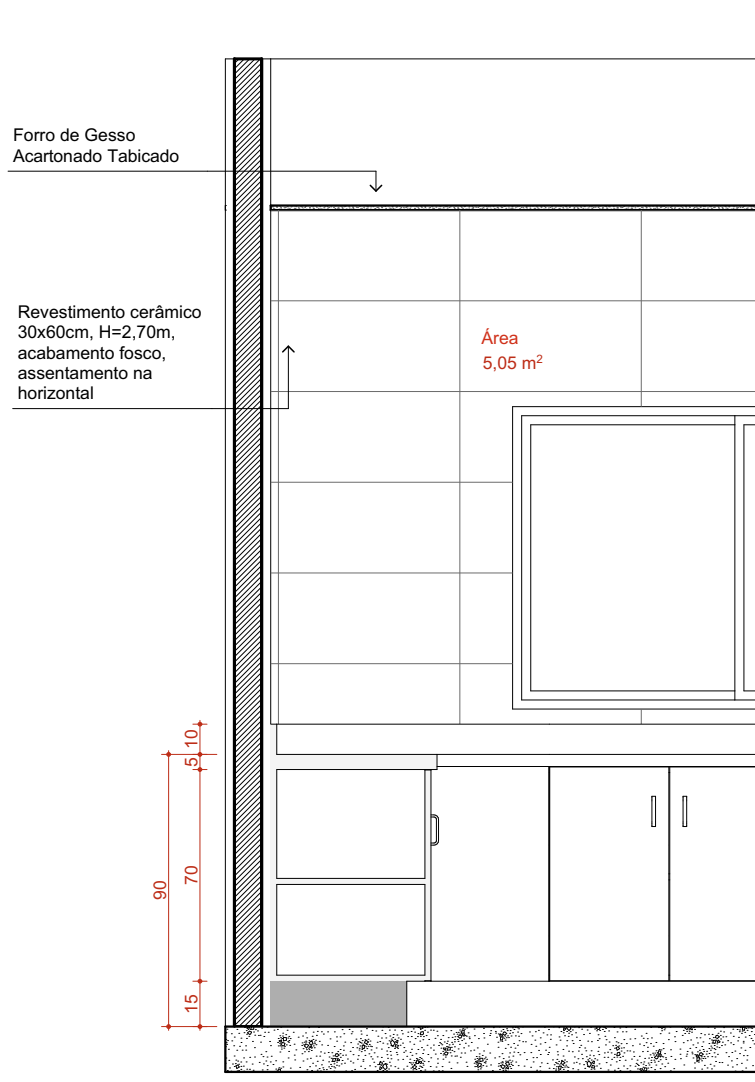 Forro de Gesso
Acartonado Tabicado
Revestimento cerâmico
30x60cm, H=2,70m,
acabamento fosco,
assentamento na
horizontal
Área
5,05 m²
10
5
70
90
15